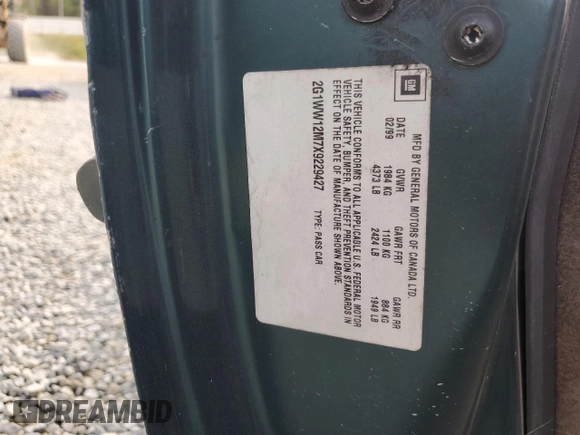 GM
MFD BY GENERAL MOTORS OF CANADA LTD.
DATE GVWR GAWR FRT GAWR RR
02/99 1984 KG 1100 KG 884 KG
4373 LB 2424 LB 1949 LB
THIS VEHICLE CONFORMS TO ALL APPLICABLE U.S. FEDERAL MOTOR
VEHICLE SAFETY, BUMPER, AND THEFT PREVENTION STANDARDS IN
EFFECT ON THE DATE OF MANUFACTURE SHOWN ABOVE.
2G1WW12M7X9229427 TYPE: PASS CAR
DREAMBID